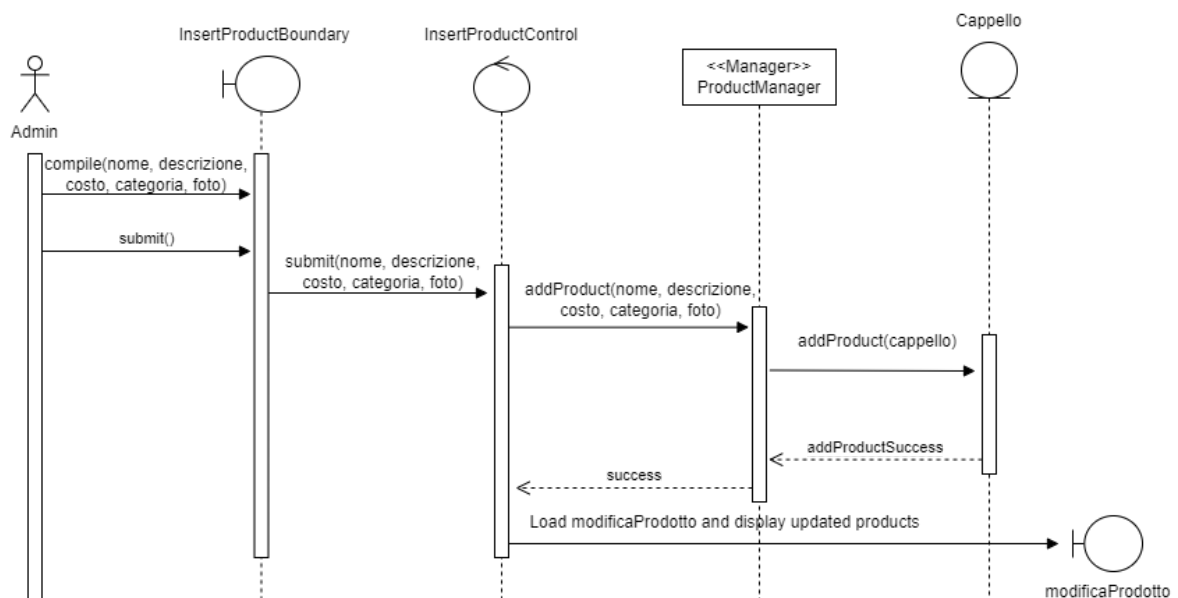 Cappello
InsertProductBoundary
InsertProductControl
<<Manager>>
ProductManager
Admin
compile(nome, descrizione,
costo, categoria, foto)
submit()
submit(nome, descrizione,
costo, categoria, foto)
addProduct(nome, descrizione,
costo, categoria, foto)
addProduct(cappello)
addProductSuccess
success
Load modificaProdotto and display updated products
modificaProdotto